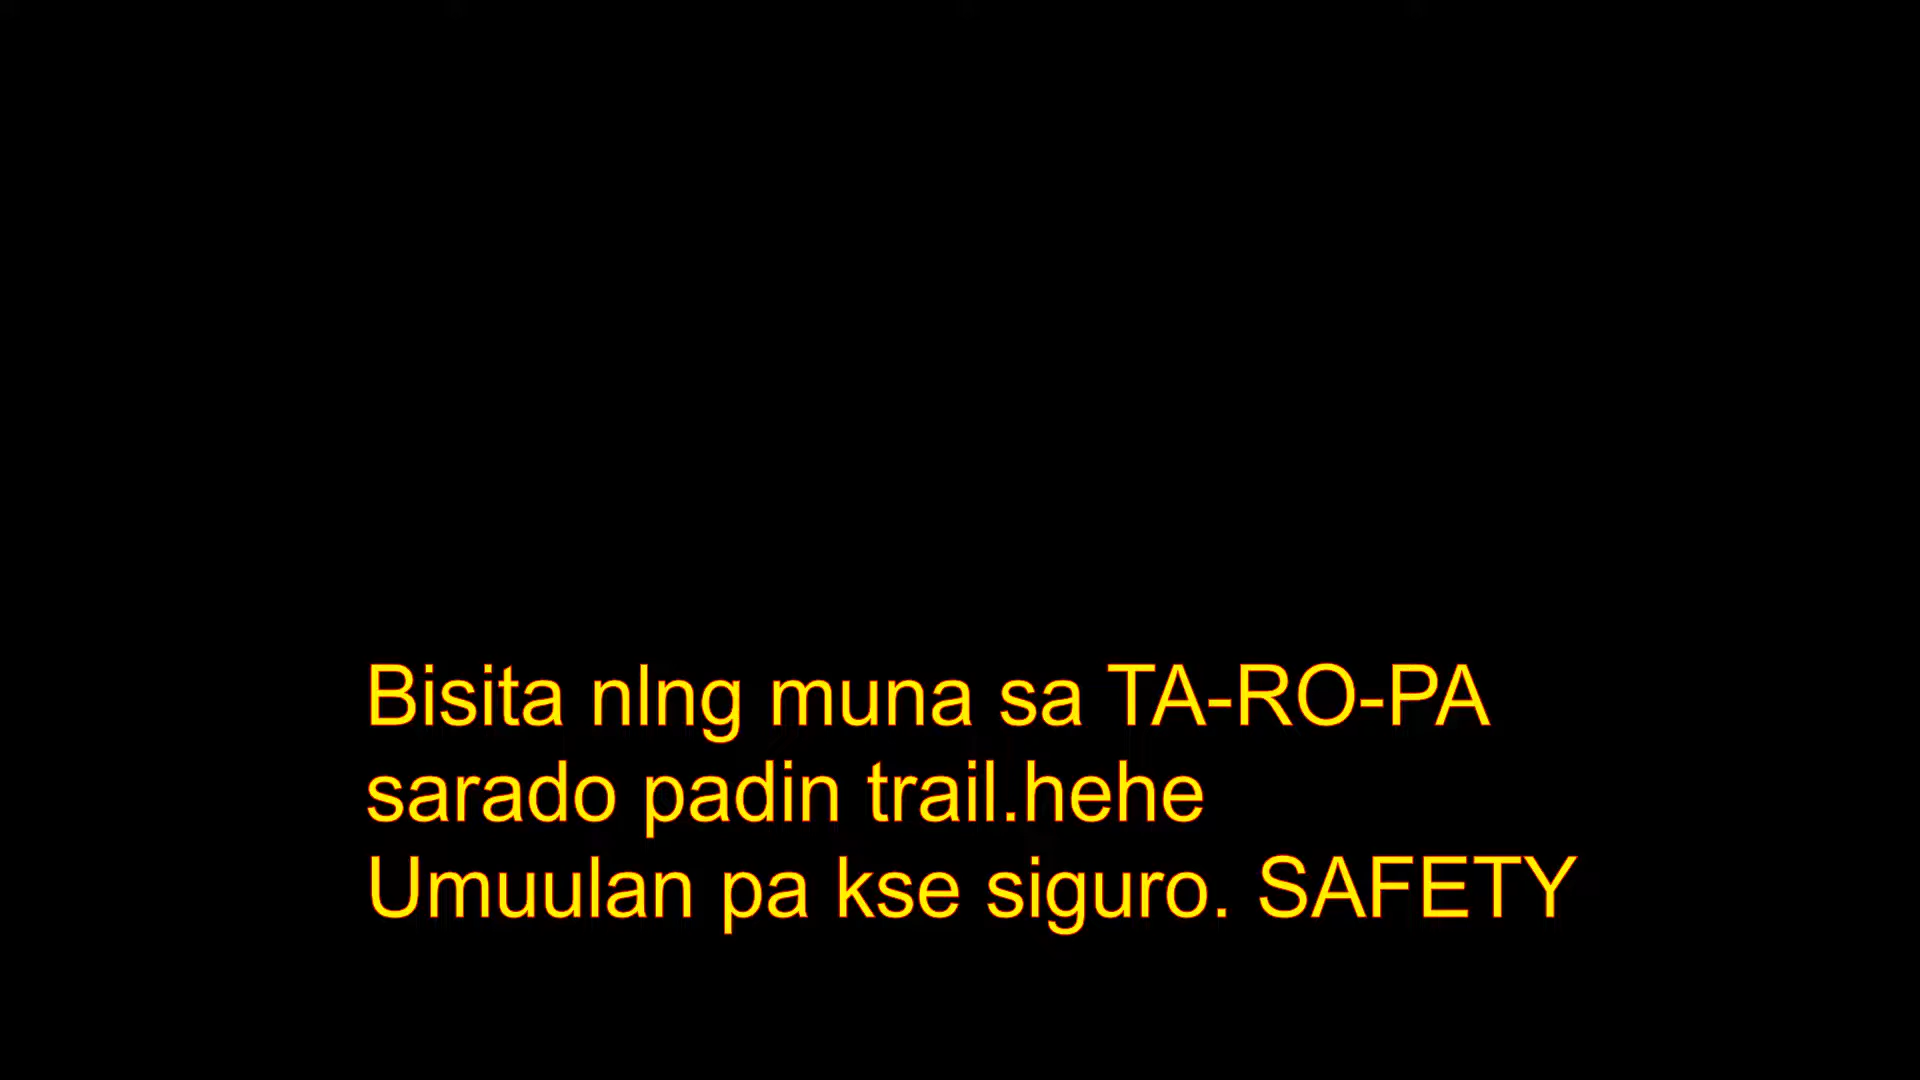 Bisita nlng muna sa TA-RO-PA
sarado padin trail.hehe
Umuulan pa kse siguro. SAFETY